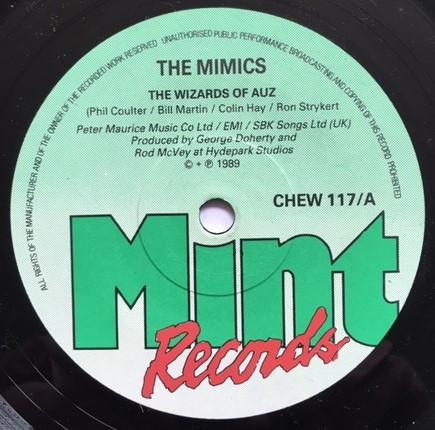 ALL RIGHTS OF THE MANUFACTURER AND OF THE OWNER OF THE RECORDED WORK RESERVED UNAUTHORISED PUBLIC PERFORMANCE BROADCASTING AND COPYING OF THIS RECORD PROHIBITED
THE MIMICS
THE WIZARDS OF AUZ
(Phil Coulter / Bill Martin / Colin Hay / Ron Strykert
Peter Maurice Music Co Ltd / EMI / SBK Songs Ltd (UK)
Produced by George Doherty and
Rod McVey at Hydepark Studios
© + ℗ 1989
CHEW 117/A
Mint
Records